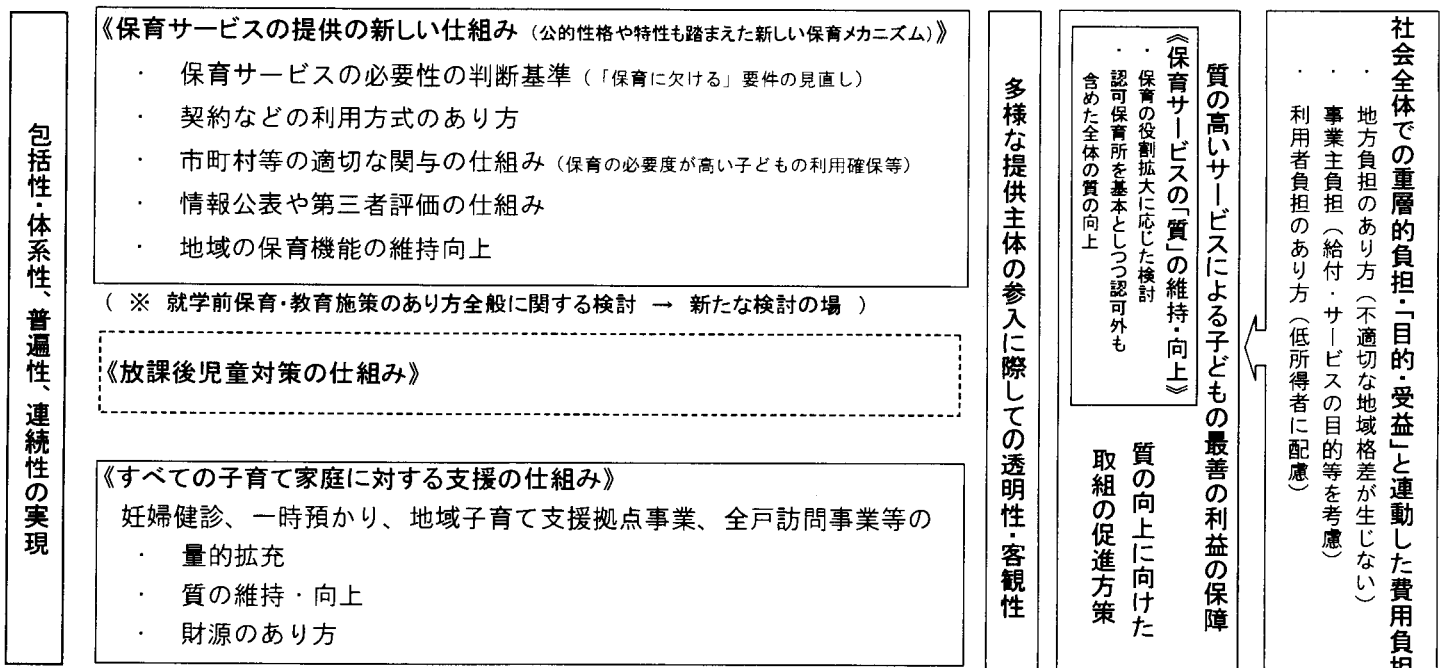 包括性・体系性、普遍性、連続性の実現
《保育サービスの提供の新しい仕組み（公的性格や特性も踏まえた新しい保育メカニズム）》
・ 保育サービスの必要性の判断基準（「保育に欠ける」要件の見直し）
・ 契約などの利用方式のあり方
・ 市町村等の適切な関与の仕組み（保育の必要度が高い子どもの利用確保等）
・ 情報公表や第三者評価の仕組み
・ 地域の保育機能の維持向上
（ ※ 就学前保育・教育施策のあり方全般に関する検討 → 新たな検討の場 ）
《放課後児童対策の仕組み》
《すべての子育て家庭に対する支援の仕組み》
妊婦健診、一時預かり、地域子育て支援拠点事業、全戸訪問事業等の
・ 量的拡充
・ 質の維持・向上
・ 財源のあり方
多様な提供主体の参入に際しての透明性・客観性
質の高いサービスによる子どもの最善の利益の保障
《保育サービスの「質」の維持・向上》
・ 保育の役割拡大に応じた検討
・ 認可保育所を基本としつつ認可外も
含めた全体の質の向上
質の向上に向けた
取組の促進方策
社会全体での重層的負担・「目的・受益」と連動した費用負担
・ 地方負担のあり方（不適切な地域格差が生じない）
・ 事業主負担（給付・サービスの目的等を考慮）
・ 利用者負担のあり方（低所得者に配慮）